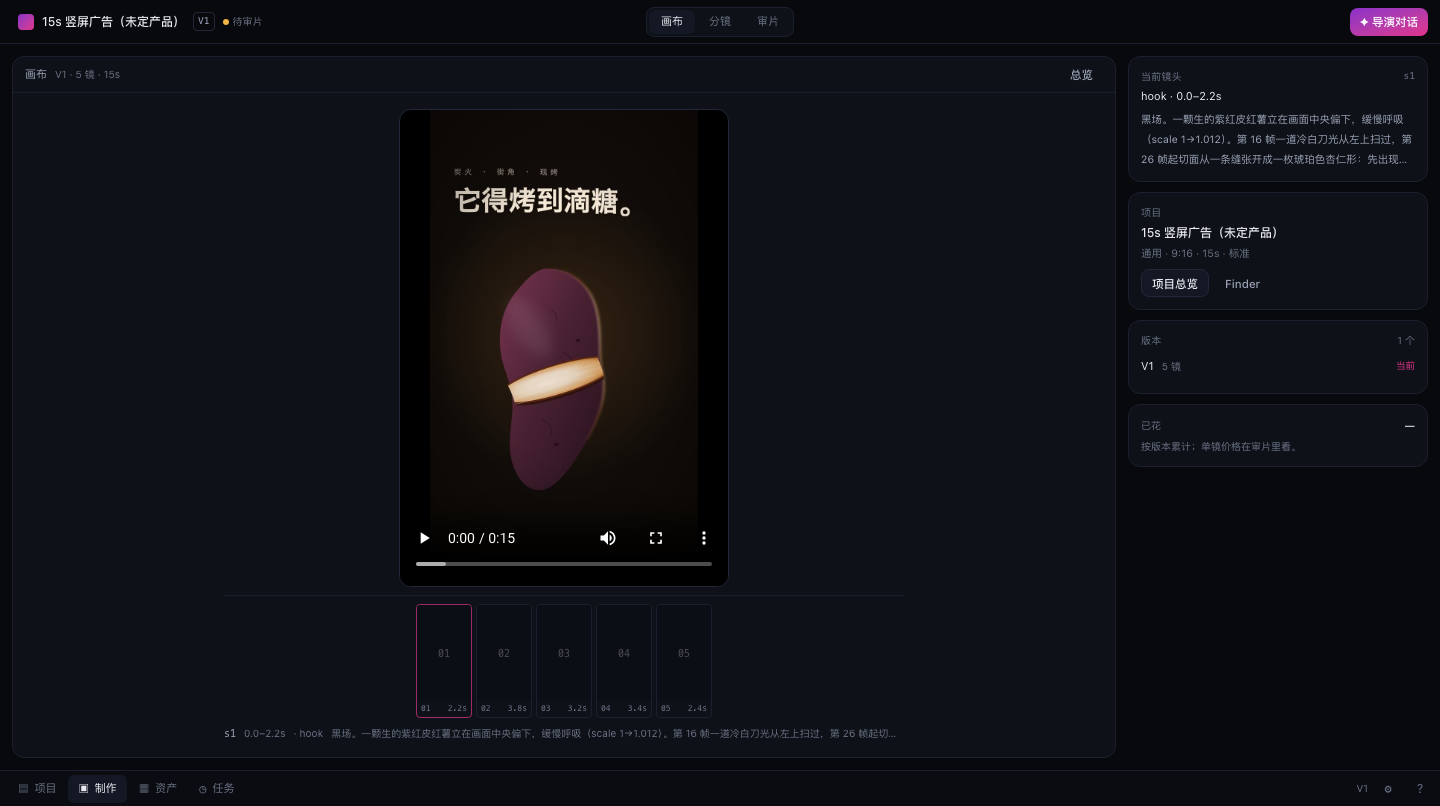 15s 竖屏广告（未定产品） V1 待审片
画布 分镜 审片
✦ 导演对话
画布 V1 · 5 镜 · 15s
总览
炭火 · 街角 · 现烤
它得烤到滴糖。
0:00 / 0:15
01 02 03 04 05
01 2.2s 02 3.8s 03 3.2s 04 3.4s 05 2.4s
s1 0.0–2.2s · hook 黑场。一颗生的紫红皮红薯立在画面中央偏下，缓慢呼吸（scale 1→1.012）。第 16 帧一道冷白刀光从左上扫过，第 26 帧起切…
当前镜头 s1
hook · 0.0–2.2s
黑场。一颗生的紫红皮红薯立在画面中央偏下，缓慢呼吸
（scale 1→1.012）。第 16 帧一道冷白刀光从左上扫过，第
26 帧起切面从一条缝张开成一枚琥珀色杏仁形：先出现…
项目
15s 竖屏广告（未定产品）
通用 · 9:16 · 15s · 标准
项目总览 Finder
版本 1 个
V1 5 镜 当前
已花 —
按版本累计；单镜价格在审片里看。
项目 制作 资产 任务
V1 ?